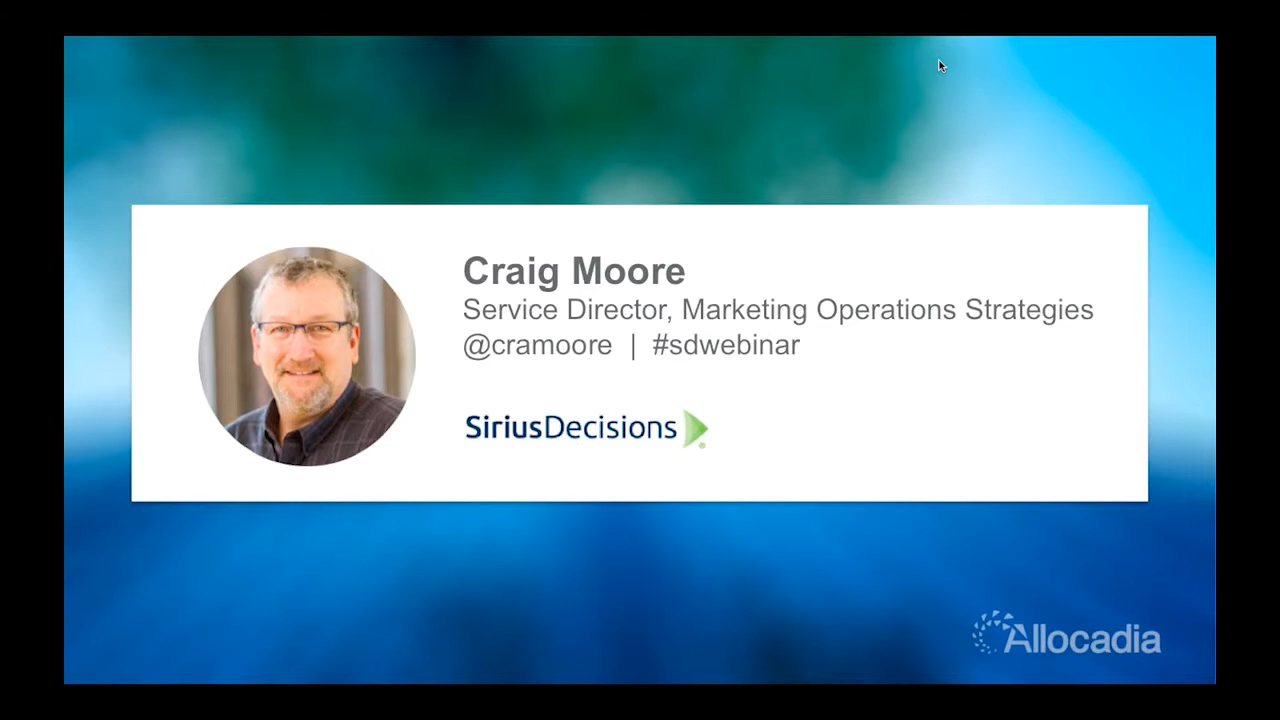 Craig Moore
Service Director, Marketing Operations Strategies
@cramoore | #sdwebinar
SiriusDecisions
Allocadia